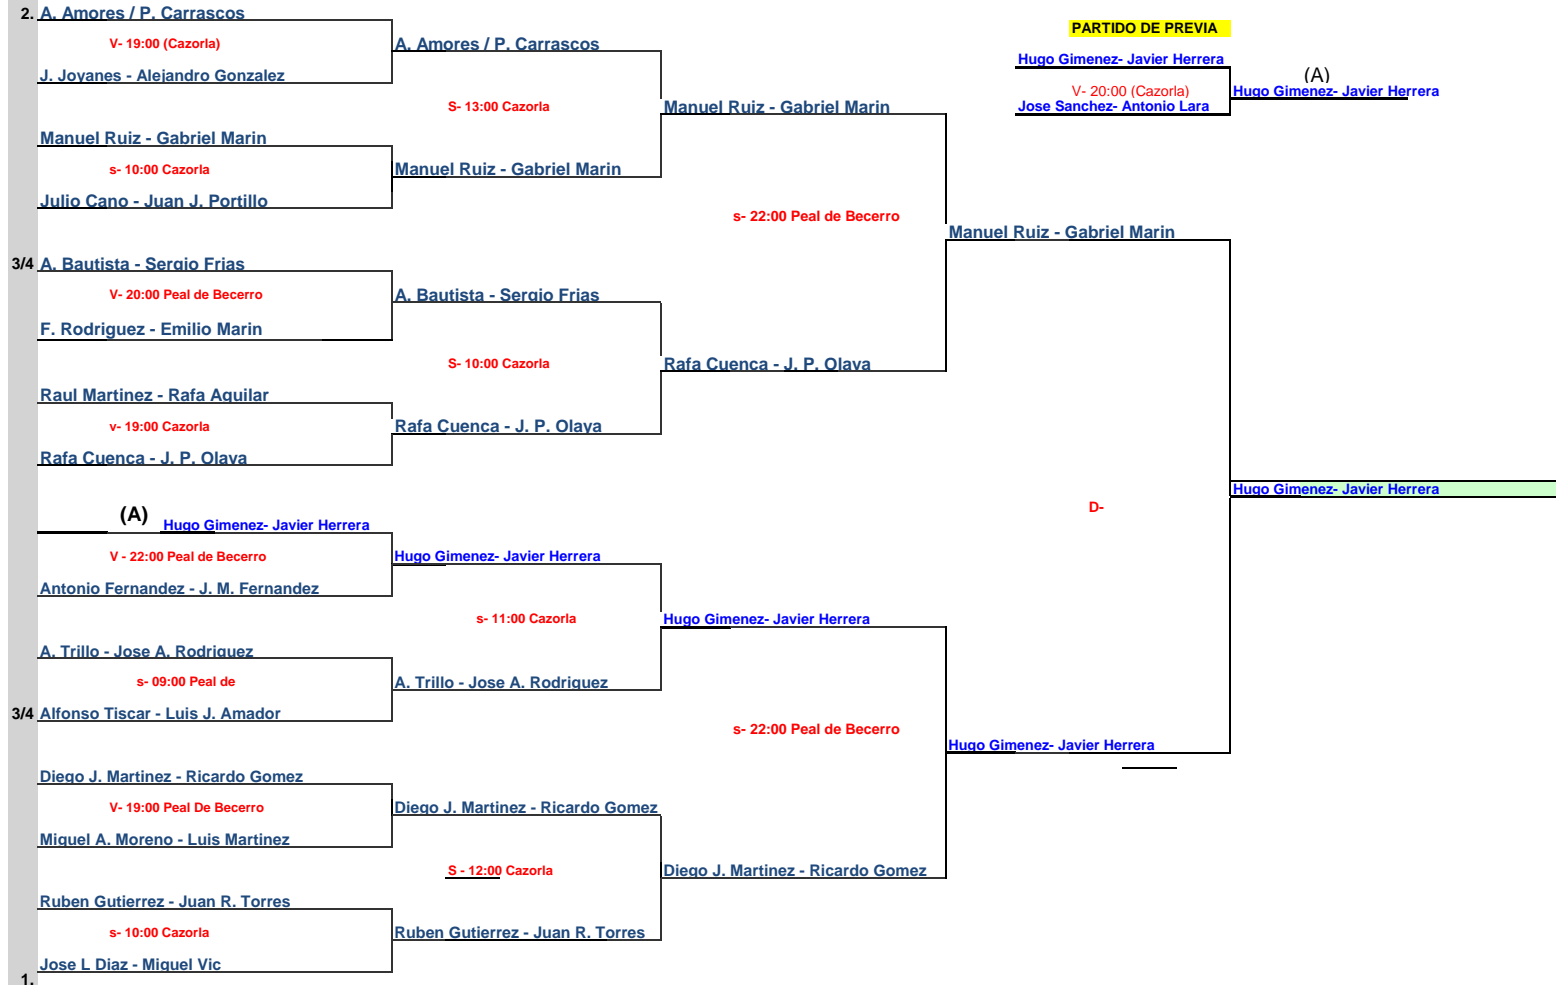 2. A. Amores / P. Carrascos
V- 19:00 (Cazorla)
J. Joyanes - Alejandro Gonzalez
A. Amores / P. Carrascos
S- 13:00 Cazorla
Manuel Ruiz - Gabriel Marin
s- 10:00 Cazorla
Julio Cano - Juan J. Portillo
Manuel Ruiz - Gabriel Marin
Manuel Ruiz - Gabriel Marin
s- 22:00 Peal de Becerro
3/4 A. Bautista - Sergio Frias
V- 20:00 Peal de Becerro
F. Rodriguez - Emilio Marin
A. Bautista - Sergio Frias
S- 10:00 Cazorla
Raul Martinez - Rafa Aguilar
v- 19:00 Cazorla
Rafa Cuenca - J. P. Olaya
Rafa Cuenca - J. P. Olaya
Rafa Cuenca - J. P. Olaya
Manuel Ruiz - Gabriel Marin
PARTIDO DE PREVIA
Hugo Gimenez- Javier Herrera
V- 20:00 (Cazorla)
Jose Sanchez- Antonio Lara
(A)
Hugo Gimenez- Javier Herrera
D-
Hugo Gimenez- Javier Herrera
(A) Hugo Gimenez- Javier Herrera
V - 22:00 Peal de Becerro
Antonio Fernandez - J. M. Fernandez
Hugo Gimenez- Javier Herrera
s- 11:00 Cazorla
A. Trillo - Jose A. Rodriguez
s- 09:00 Peal de
3/4 Alfonso Tiscar - Luis J. Amador
A. Trillo - Jose A. Rodriguez
Hugo Gimenez- Javier Herrera
s- 22:00 Peal de Becerro
Diego J. Martinez - Ricardo Gomez
V- 19:00 Peal De Becerro
Miguel A. Moreno - Luis Martinez
Diego J. Martinez - Ricardo Gomez
S - 12:00 Cazorla
Ruben Gutierrez - Juan R. Torres
s- 10:00 Cazorla
Jose L Diaz - Miguel Vic
1.
Ruben Gutierrez - Juan R. Torres
Diego J. Martinez - Ricardo Gomez
Hugo Gimenez- Javier Herrera